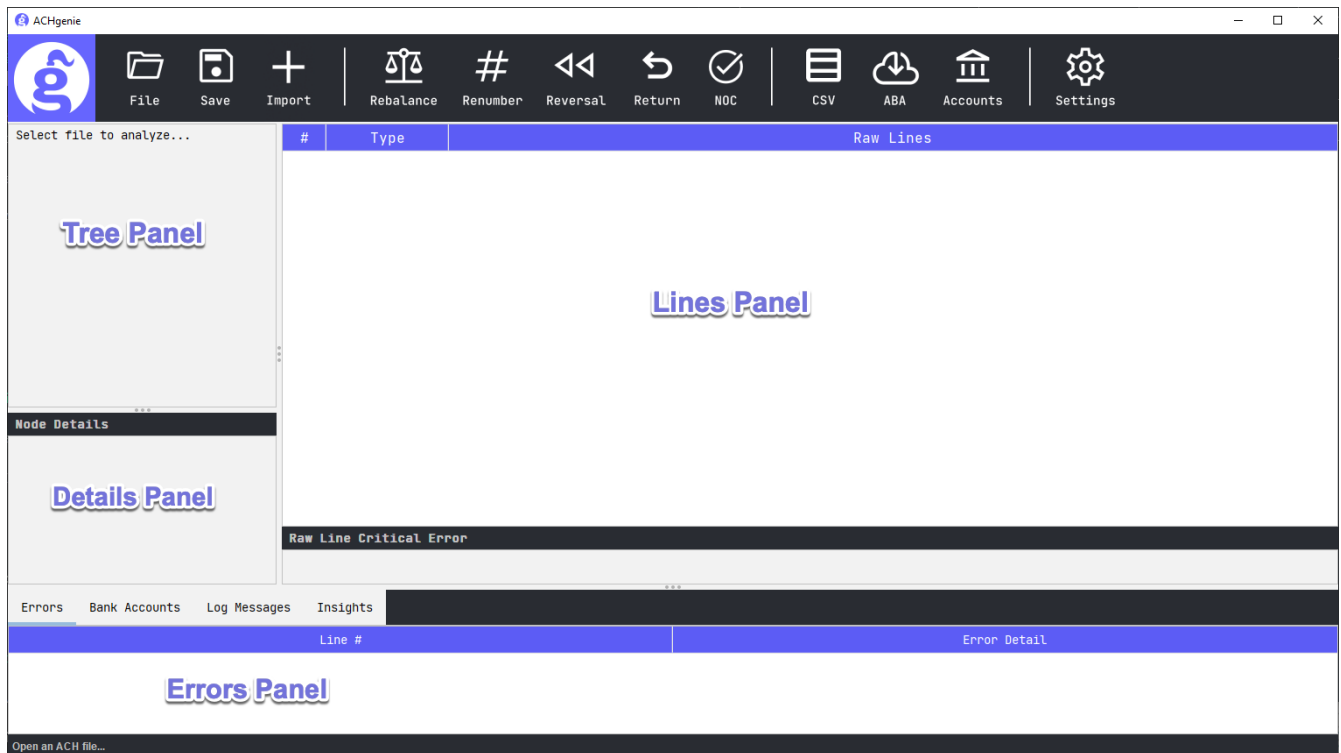 ACHgenie
File Save Import Rebalance Renumber Reversal Return NOC CSV ABA Accounts Settings
Select file to analyze...
# Type Raw Lines
Tree Panel
Lines Panel
Node Details
Details Panel
Raw Line Critical Error
Errors Bank Accounts Log Messages Insights
Line # Error Detail
Errors Panel
Open an ACH file...